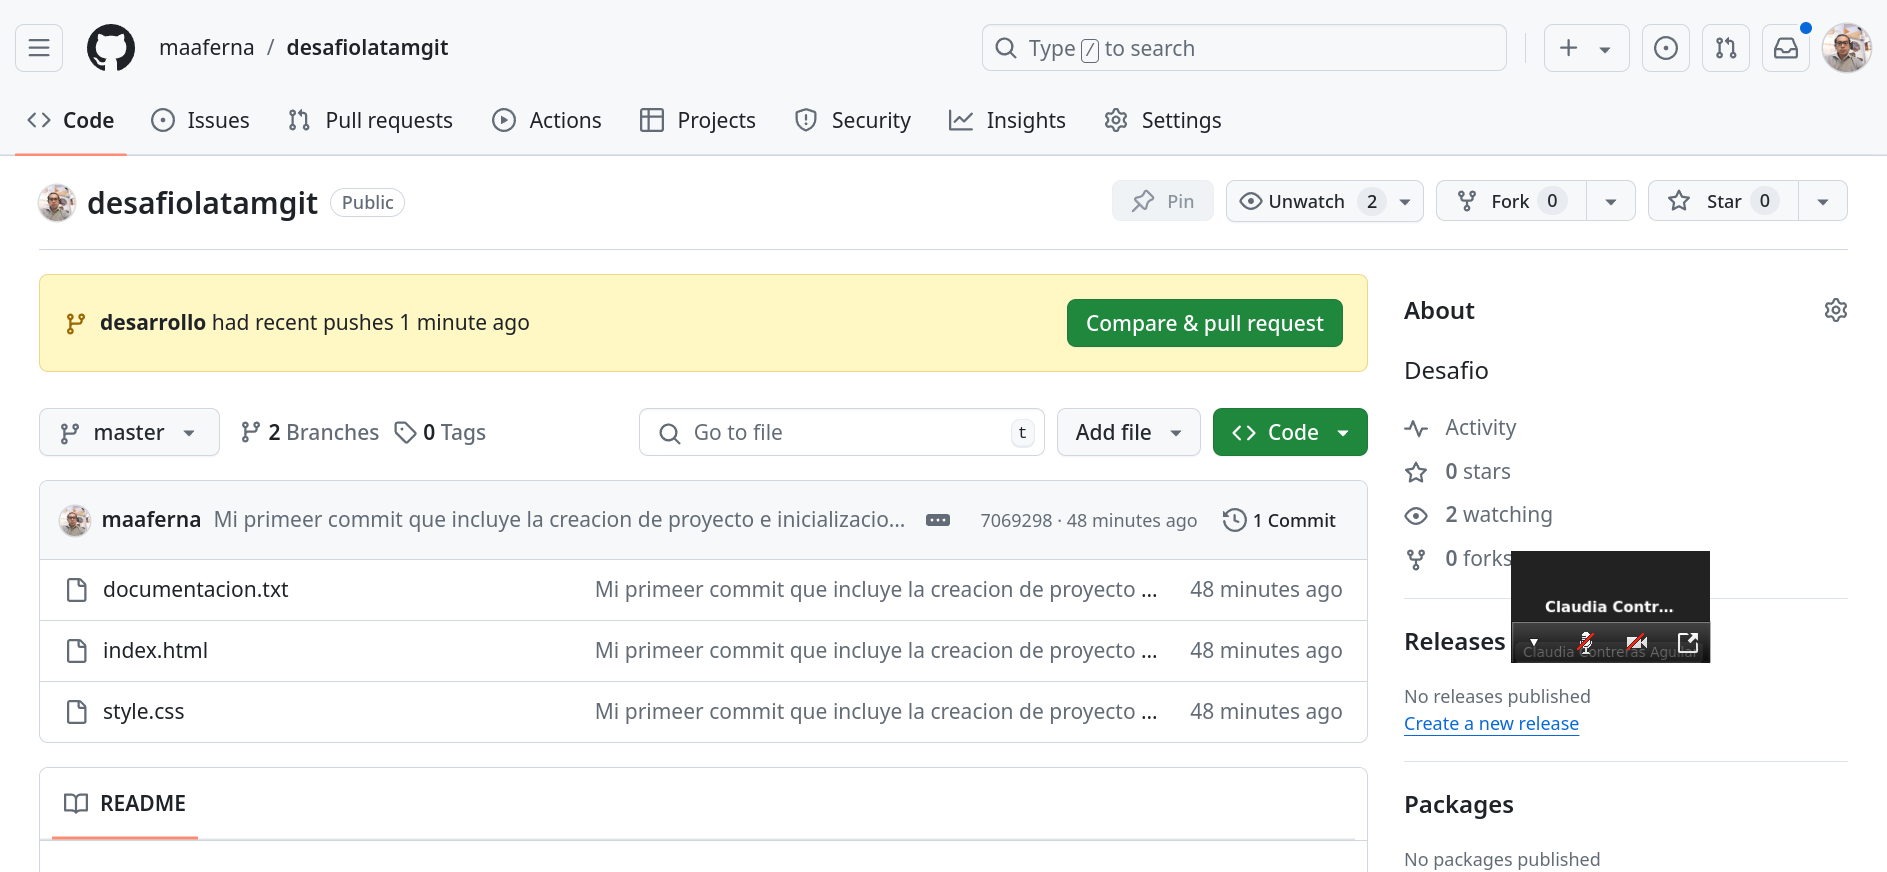 maaferna / desafiolatamgit
Type / to search
Code Issues Pull requests Actions Projects Security Insights Settings
desafiolatamgit Public
Pin Unwatch 2 Fork 0 Star 0
desarrollo had recent pushes 1 minute ago
Compare & pull request
master 2 Branches 0 Tags
Go to file t
Add file
Code
maaferna Mi primeer commit que incluye la creacion de proyecto e inicializacio... 7069298 · 48 minutes ago 1 Commit
documentacion.txt Mi primeer commit que incluye la creacion de proyecto ... 48 minutes ago
index.html Mi primeer commit que incluye la creacion de proyecto ... 48 minutes ago
style.css Mi primeer commit que incluye la creacion de proyecto ... 48 minutes ago
README
About
Desafio
Activity
0 stars
2 watching
0 forks
Claudia Contr...
Claudia Contreras Aguilar
Releases
No releases published
Create a new release
Packages
No packages published